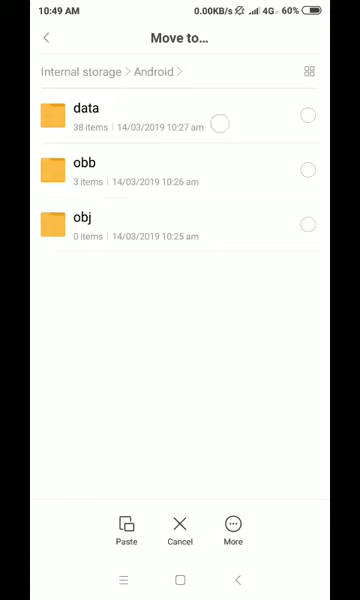 10:49 AM 0.00KB/s 4G 60%
Move to...
Internal storage Android
data
38 items | 14/03/2019 10:27 am
obb
3 items | 14/03/2019 10:26 am
obj
0 items | 14/03/2019 10:25 am
Paste Cancel More